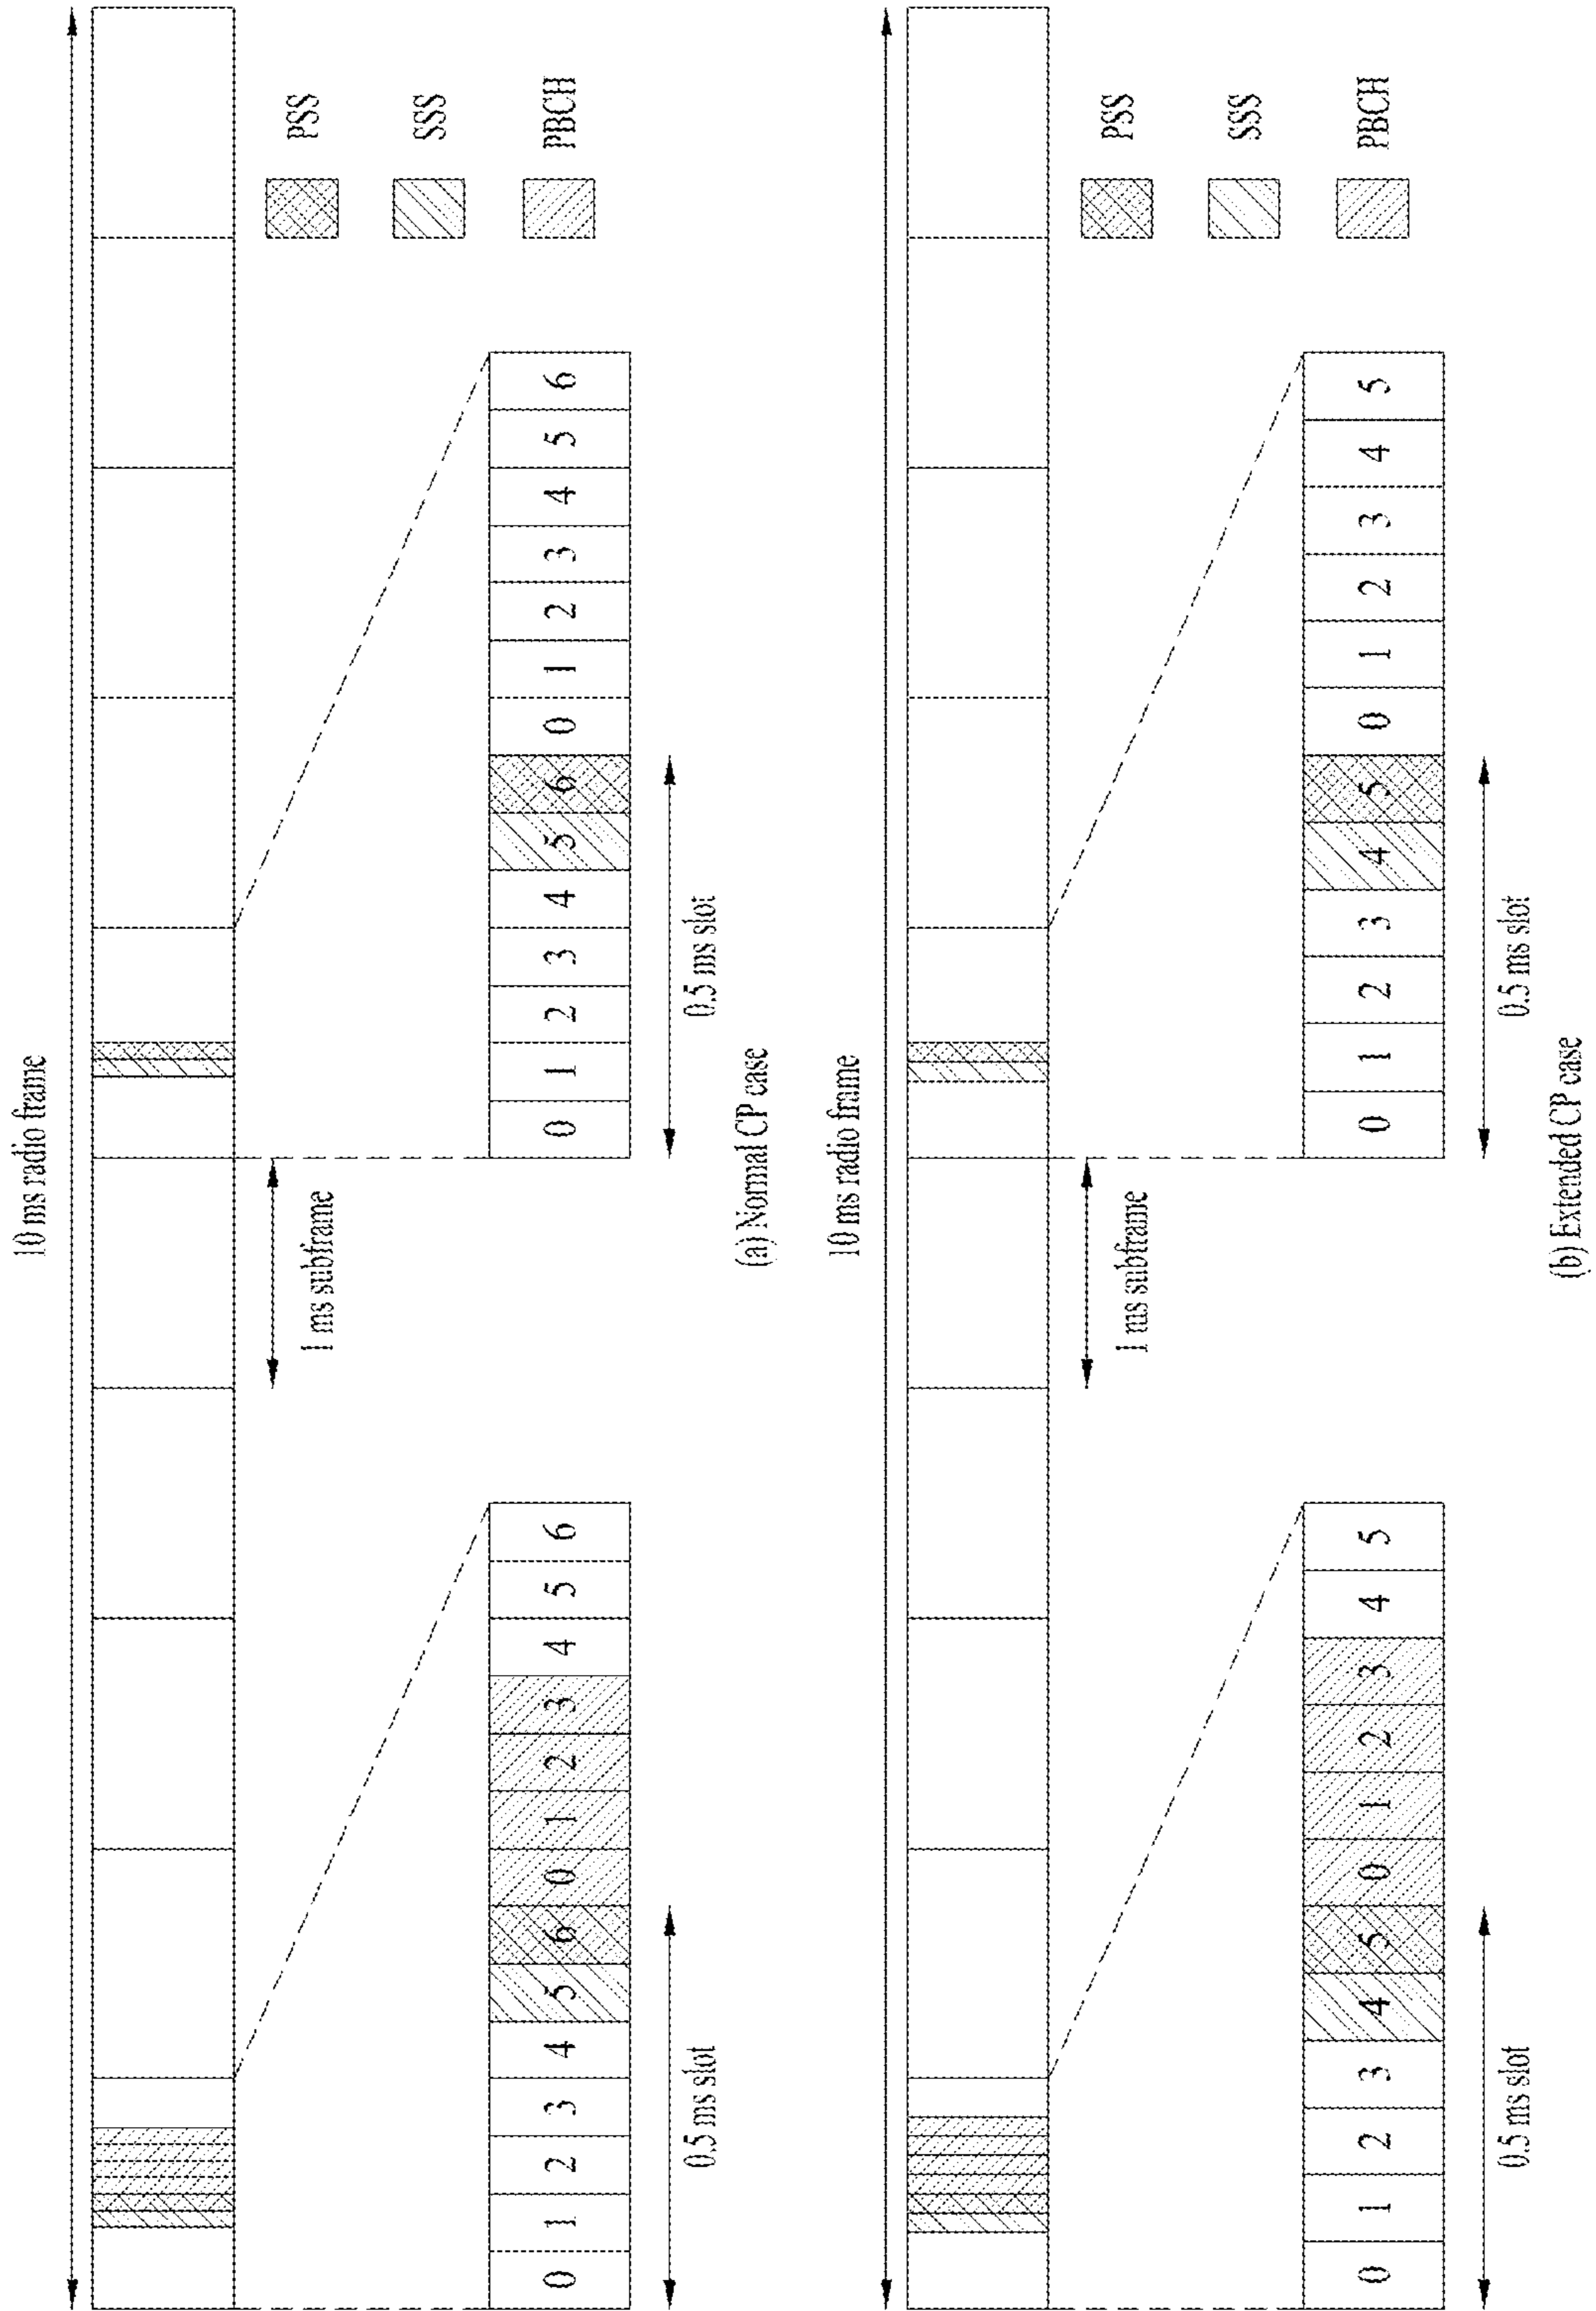 10 ms radio frame
PSS
SSS
PBCH
1 ms subframe
0 1 2 3 4 5 6 0 1 2 3 4 5 6
0 1 2 3 4 5 6 0 1 2 3 4 5 6
0.5 ms slot
0.5 ms slot
(a) Normal CP case
10 ms radio frame
PSS
SSS
PBCH
1 ms subframe
0 1 2 3 4 5 0 1 2 3 4 5
0 1 2 3 4 5 0 1 2 3 4 5
0.5 ms slot
0.5 ms slot
(b) Extended CP case